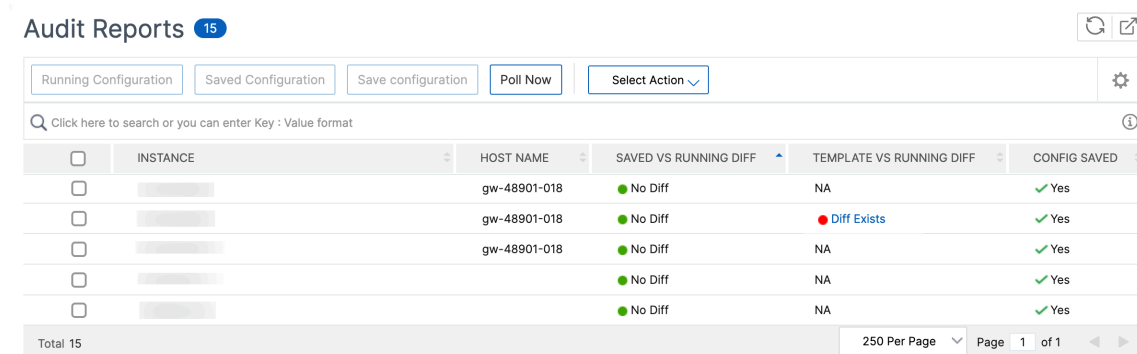 Audit Reports 15
Running Configuration Saved Configuration Save configuration Poll Now Select Action
Click here to search or you can enter Key : Value format
INSTANCE HOST NAME SAVED VS RUNNING DIFF TEMPLATE VS RUNNING DIFF CONFIG SAVED
gw-48901-018 No Diff NA Yes
gw-48901-018 No Diff Diff Exists Yes
gw-48901-018 No Diff NA Yes
No Diff NA Yes
No Diff NA Yes
Total 15 250 Per Page Page 1 of 1